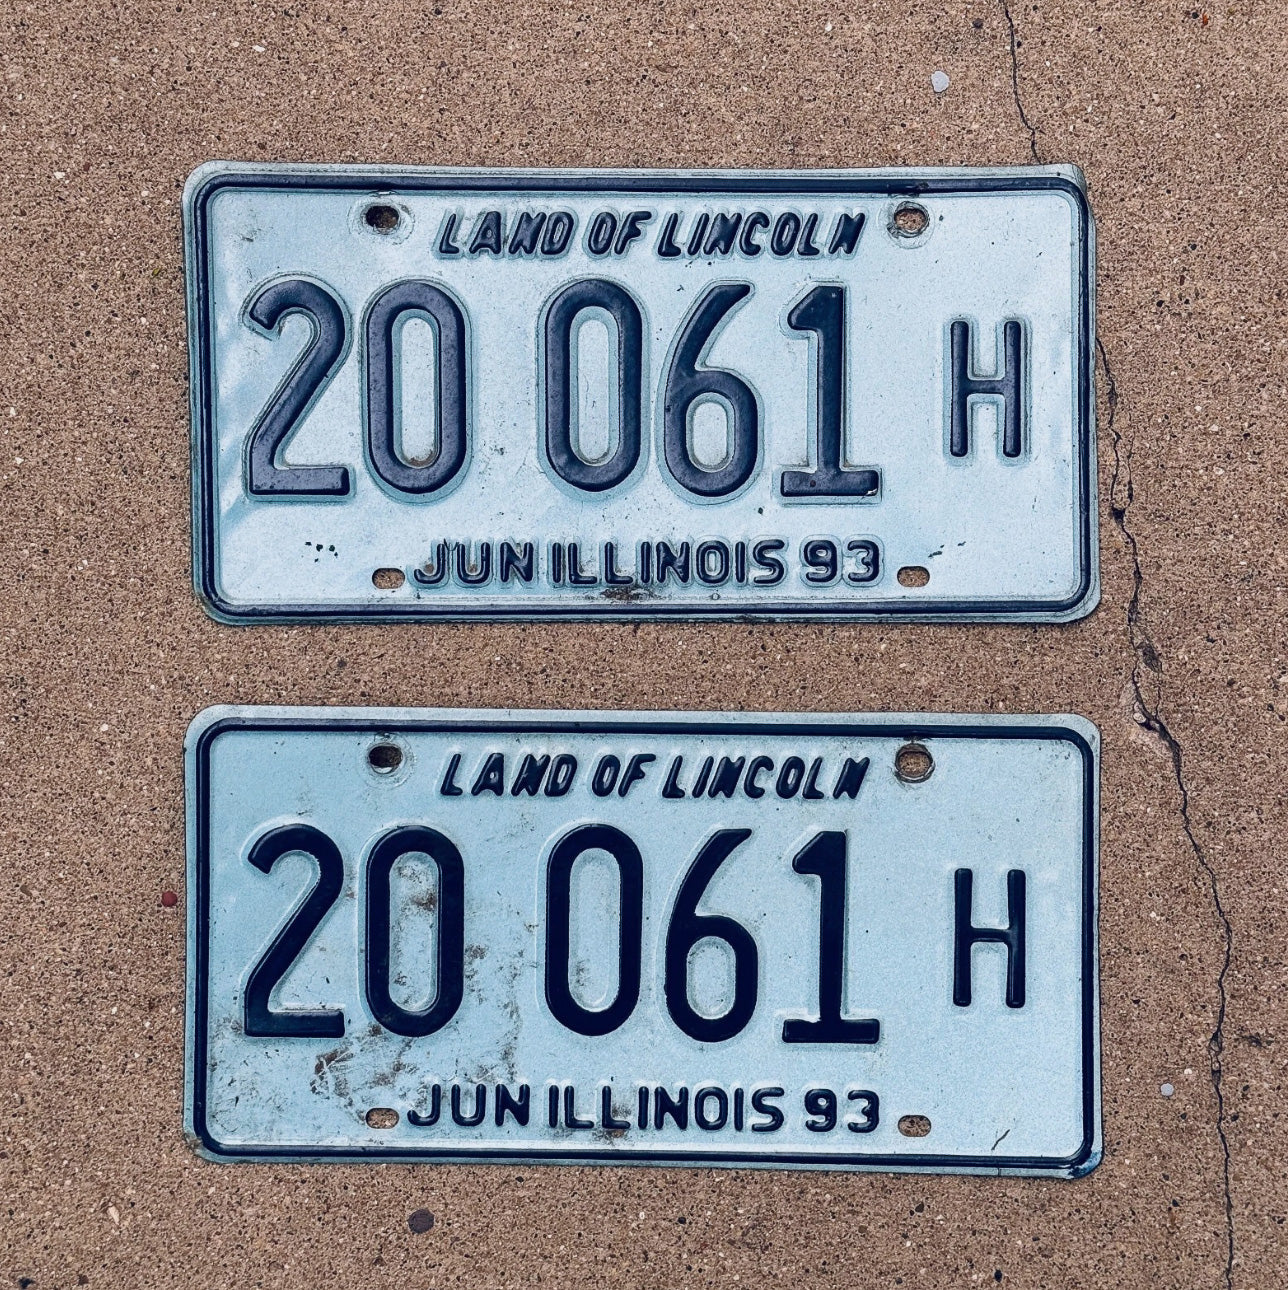 LAND OF LINCOLN
20 061 H
JUN ILLINOIS 93
LAND OF LINCOLN
20 061 H
JUN ILLINOIS 93